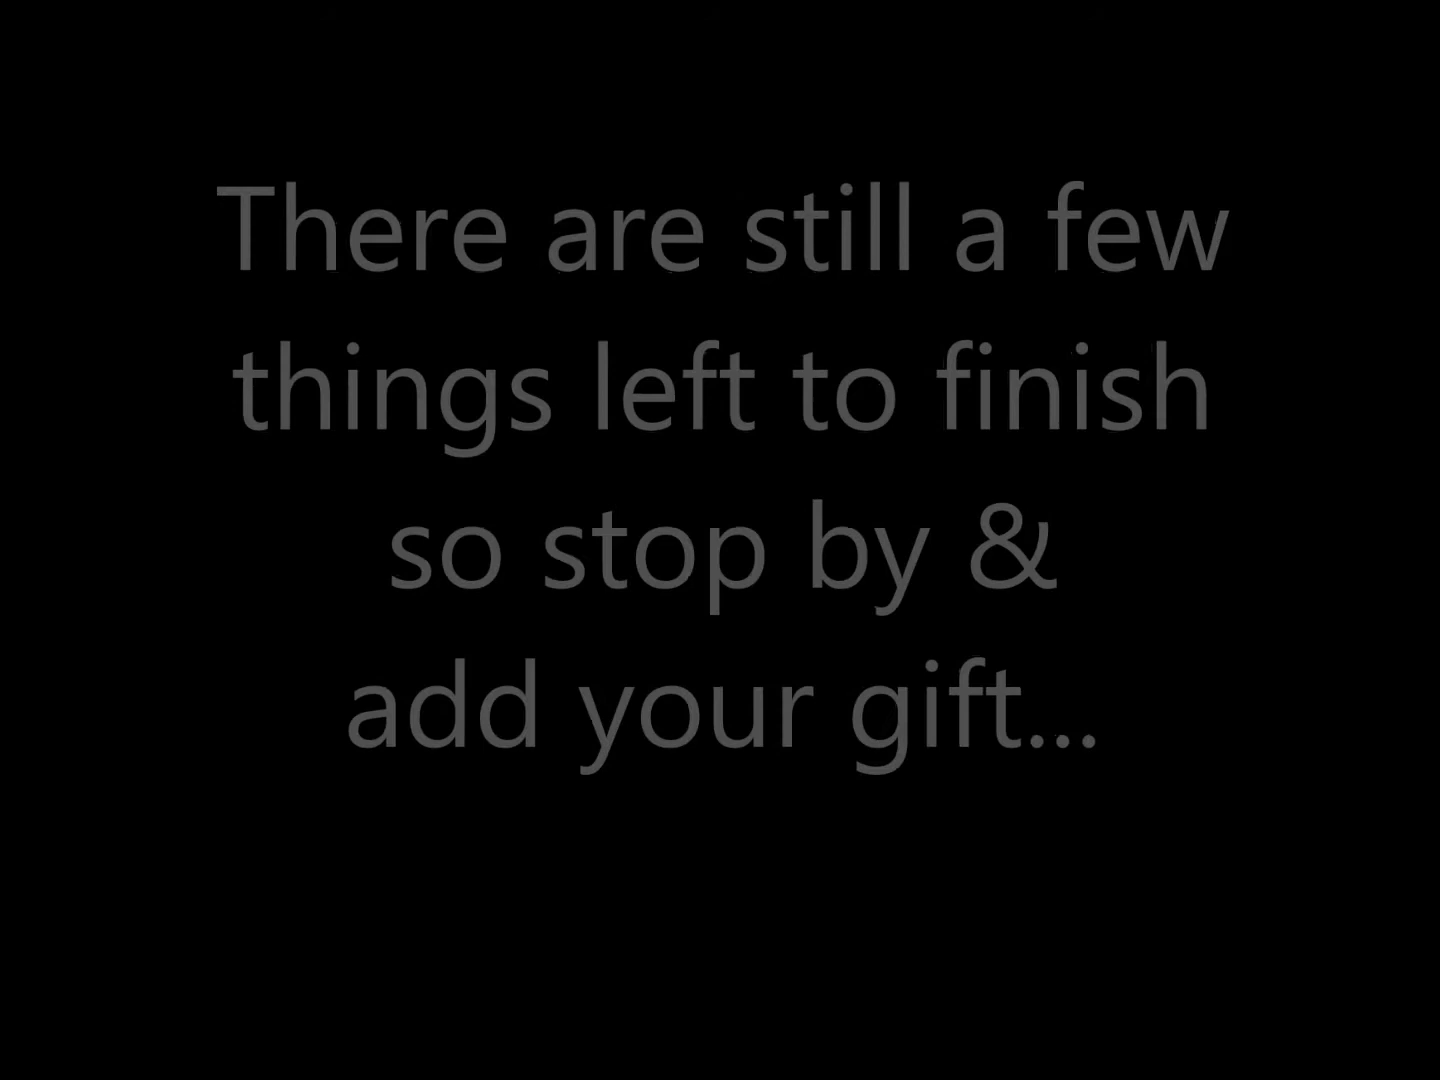 There are still a few
things left to finish
so stop by &
add your gift...